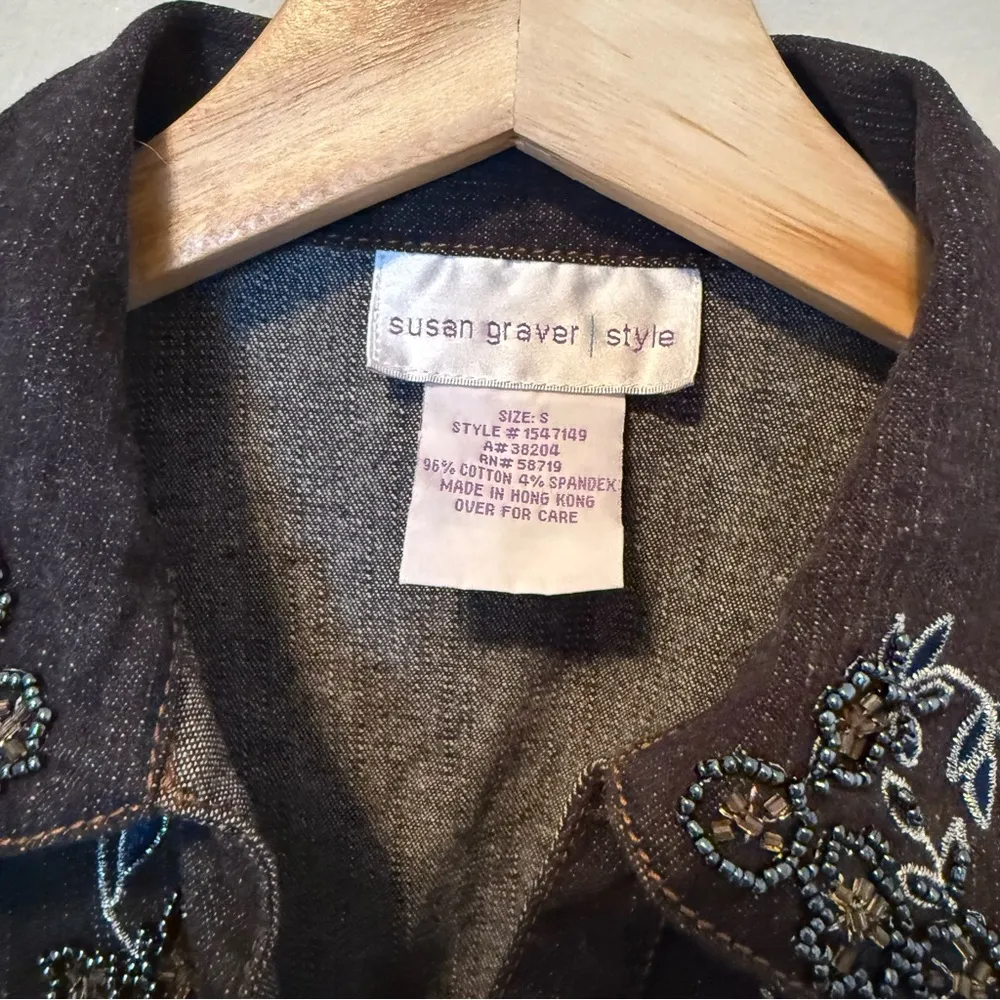 susan graver | style
SIZE: S
STYLE # 1547149
A# 38204
RN# 58719
96% COTTON 4% SPANDEX
MADE IN HONG KONG
OVER FOR CARE